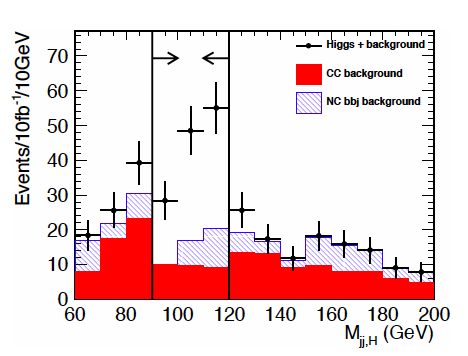 Events/10fb⁻¹/10GeV
70
60
50
40
30
20
10
0
Higgs + background
CC background
NC bbj background
60 80 100 120 140 160 180 200
M_jj,H (GeV)